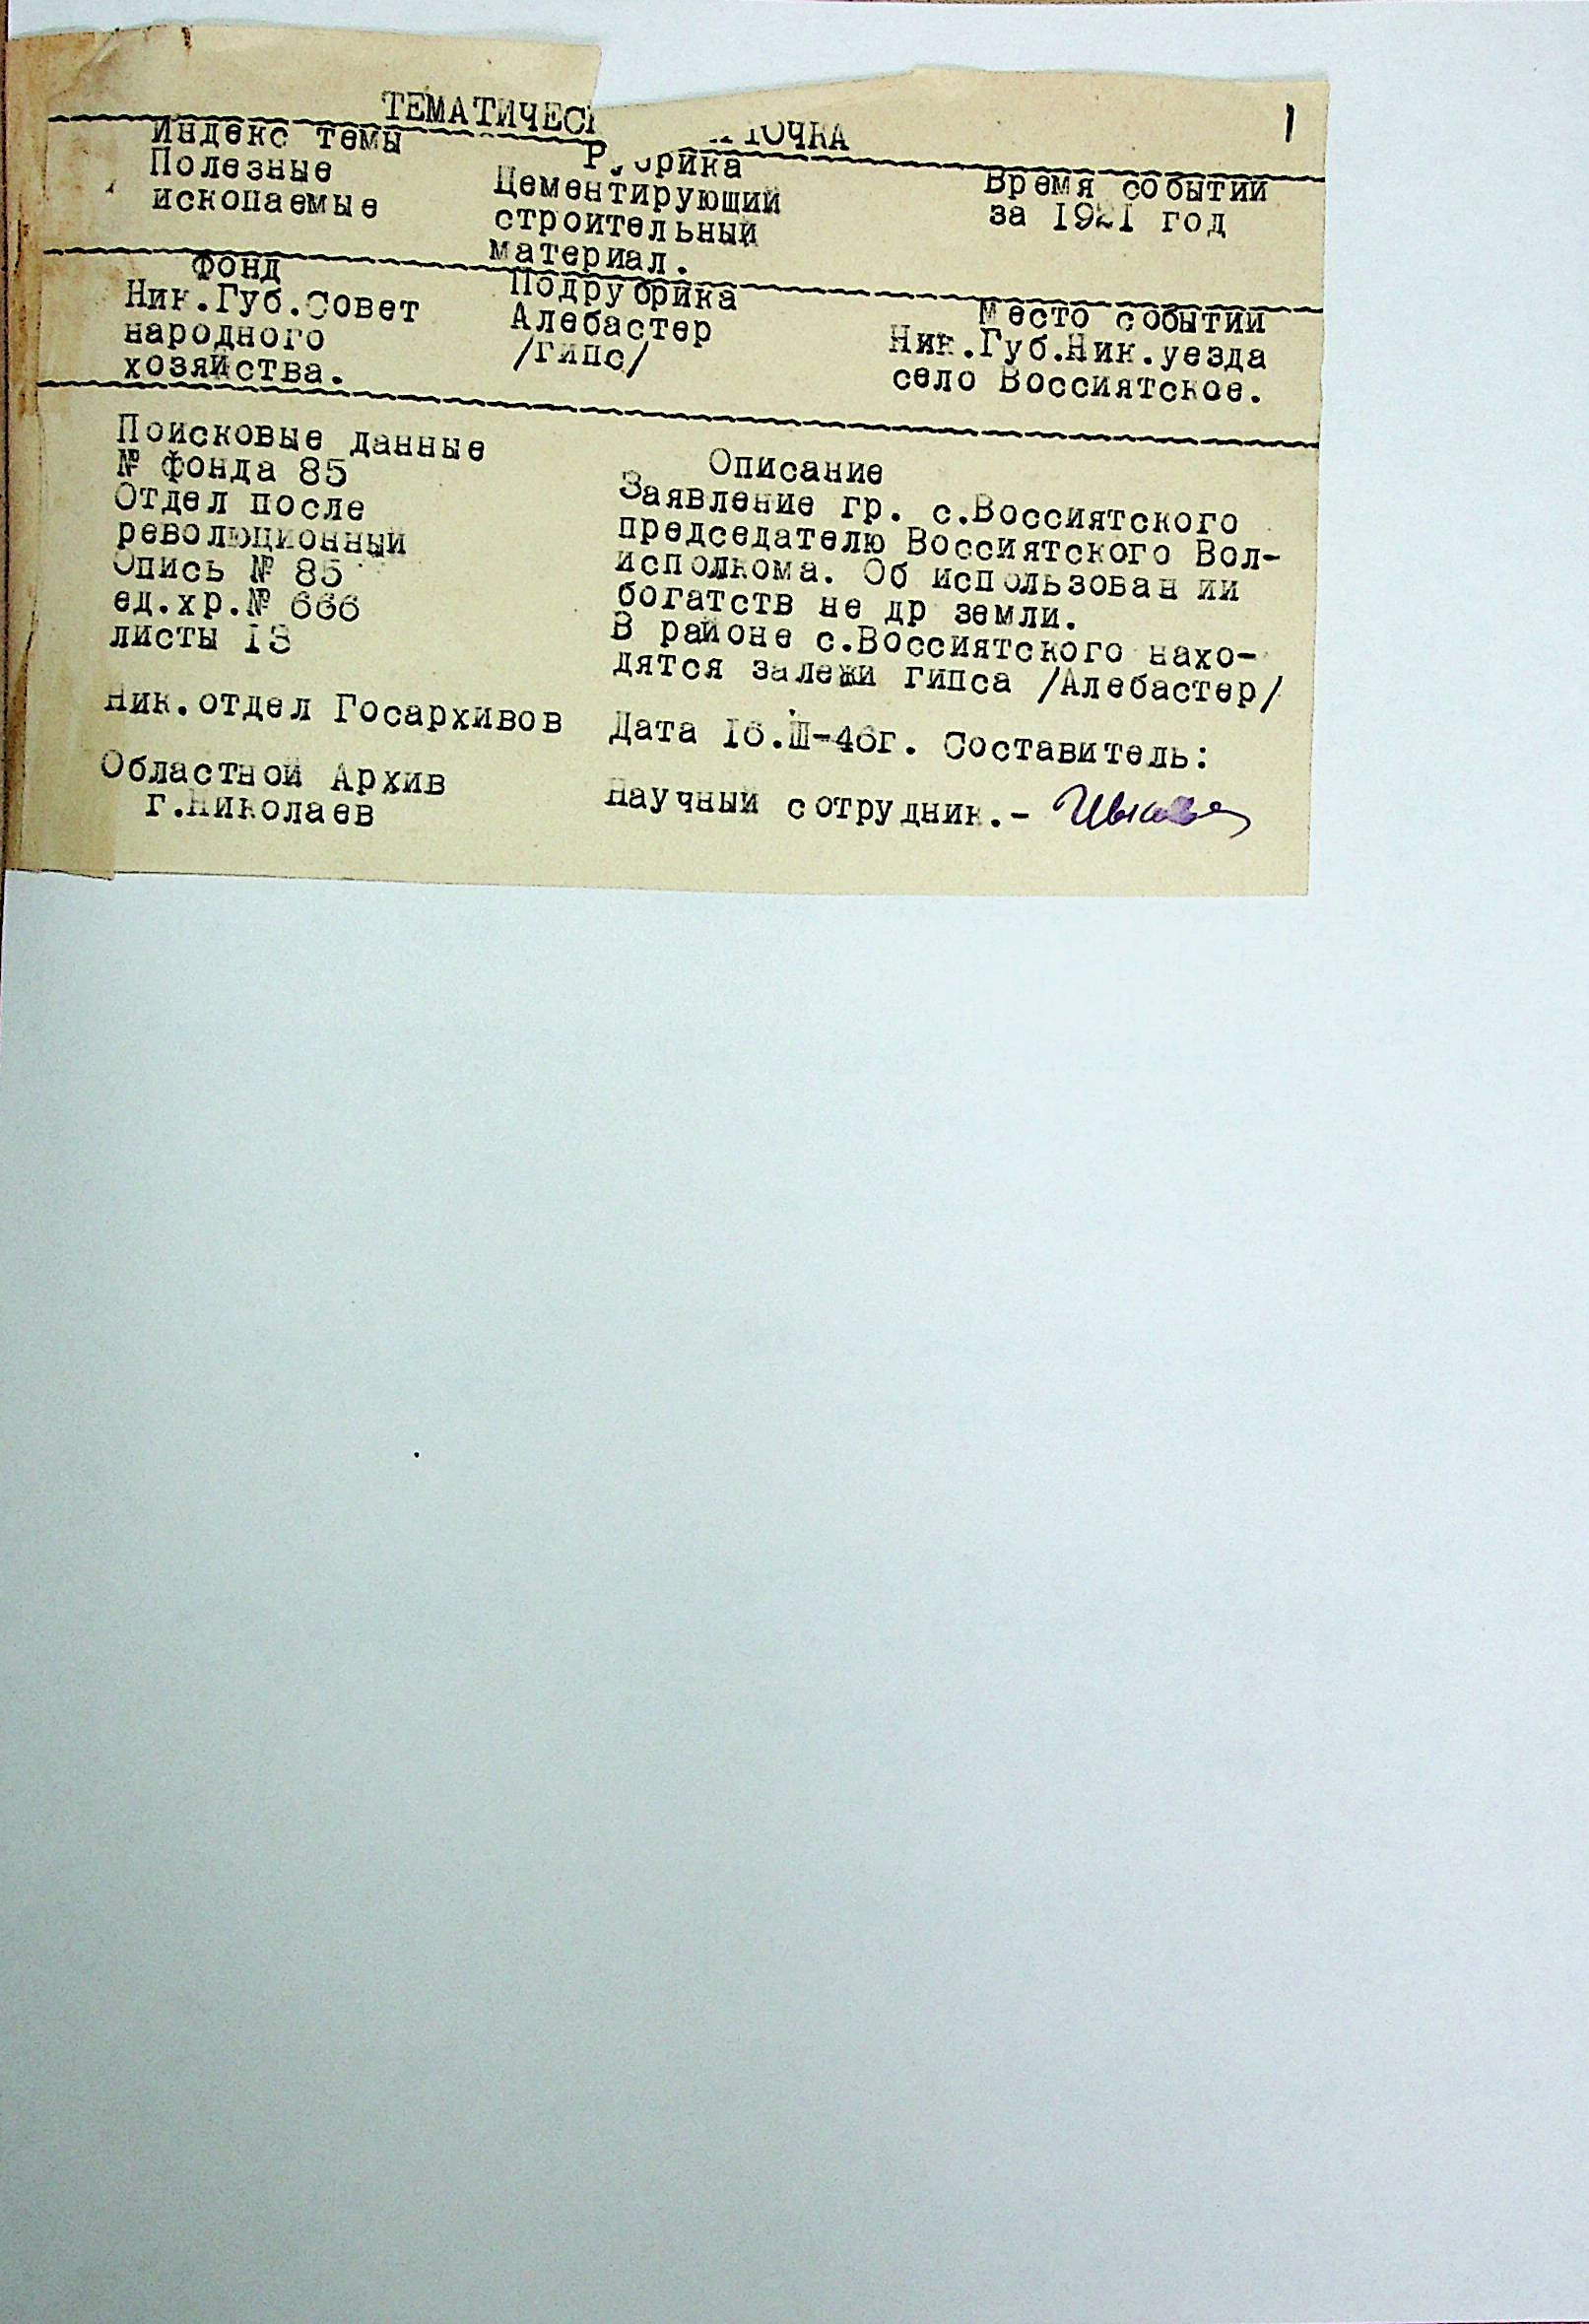 1
ТЕМАТИЧЕС ТОЧКА
Индекс темы
Полезные
ископаемые
Рубрика
Цементирующий
строительный
материал.
Время событий
за 1921 год
Фонд
Ник.Губ.Совет
народного
хозяйства.
Подрубрика
Алебастер
/гипс/
Место событий
Ник.Губ.Ник.уезда
село Воссиятское.
Поисковые данные
№ фонда 85
Отдел после
революционный
Опись № 85
ед.хр.№ 666
листы
Ник.отдел Госархивов
Областной Архив
г.Николаев
Описание
Заявление гр. с.Воссиятского
председателю Воссиятского Вол-
исполкома. Об использован ии
богатств не др земли.
В районе с.Воссиятского нахо-
дятся залежи гипса /Алебастер/
Дата 16.Ш-46г. Составитель:
Научный сотрудник.-